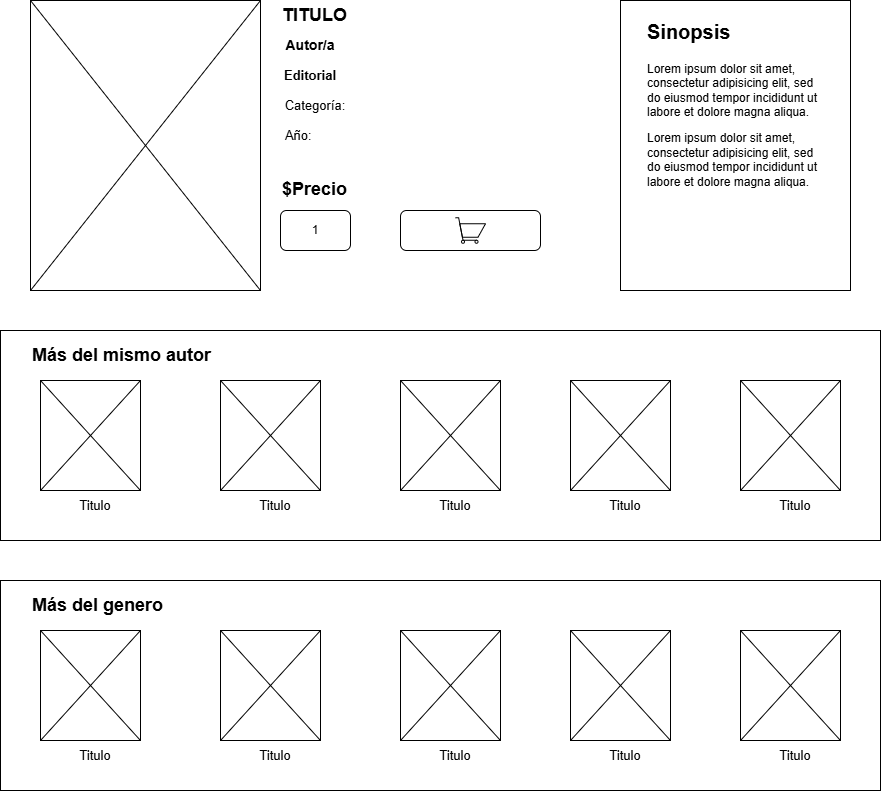 TITULO
Autor/a
Editorial
Categoría:
Año:
$Precio
1
Sinopsis
Lorem ipsum dolor sit amet,
consectetur adipisicing elit, sed
do eiusmod tempor incididunt ut
labore et dolore magna aliqua.
Lorem ipsum dolor sit amet,
consectetur adipisicing elit, sed
do eiusmod tempor incididunt ut
labore et dolore magna aliqua.
Más del mismo autor
Titulo
Titulo
Titulo
Titulo
Titulo
Más del genero
Titulo
Titulo
Titulo
Titulo
Titulo